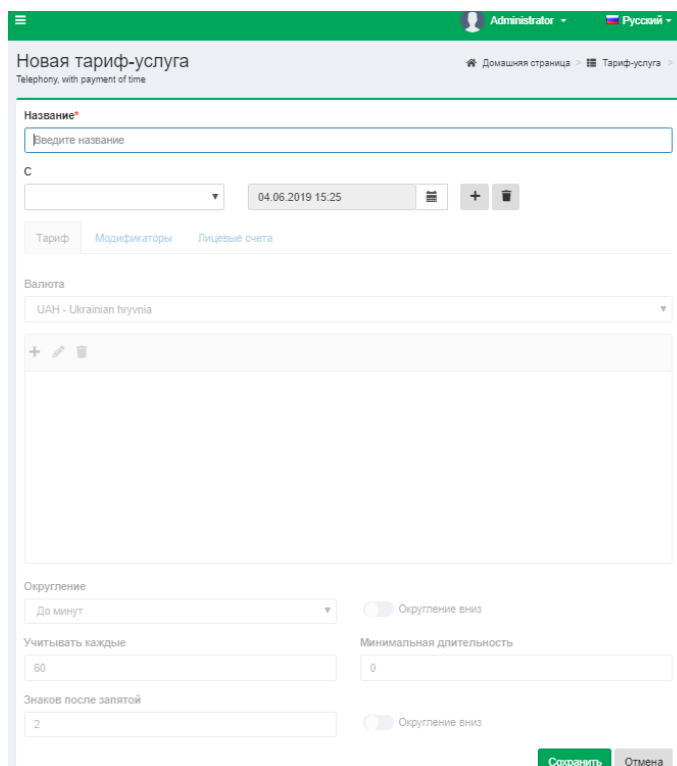 Administrator
Русский
Новая тариф-услуга
Домашняя страница > Тариф-услуга >
Telephony, with payment of time
Название*
Введите название
С
04.06.2019 15:25
Тариф Модификаторы Лицевые счета
Валюта
UAH - Ukrainian hryvnia
Округление
До минут
Округление вниз
Учитывать каждые
Минимальная длительность
60
0
Знаков после запятой
2
Округление вниз
Сохранить
Отмена